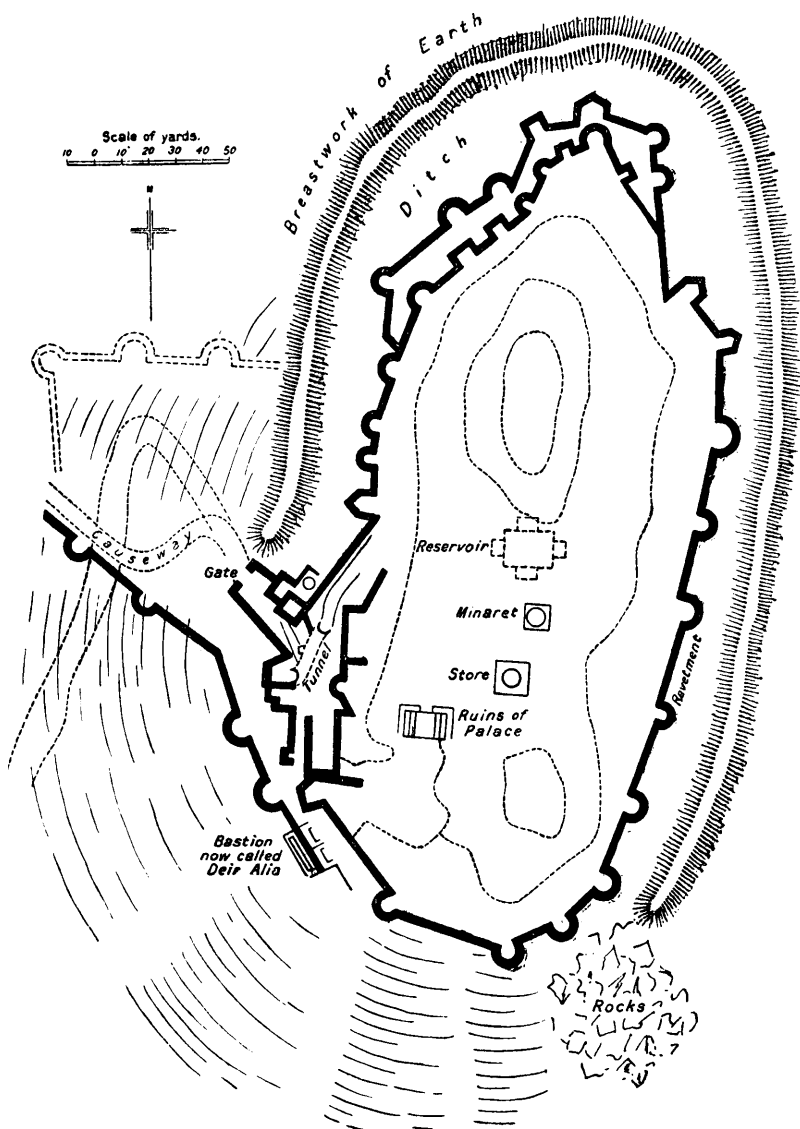 Breastwork of Earth
Scale of yards.
10 0 10 20 30 40 50
Ditch
N
Causeway
Gate
Reservoir
Minaret
Tunnel
Store
Revetment
Ruins of
Palace
Bastion
now called
Deir Alia
Rocks